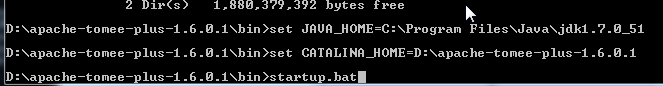 2 Dir(s)   1,880,379,392 bytes free
D:\apache-tomee-plus-1.6.0.1\bin>set JAVA_HOME=C:\Program Files\Java\jdk1.7.0_51
D:\apache-tomee-plus-1.6.0.1\bin>set CATALINA_HOME=D:\apache-tomee-plus-1.6.0.1
D:\apache-tomee-plus-1.6.0.1\bin>startup.bat